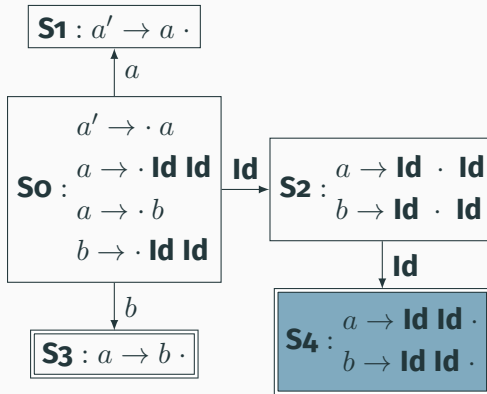 S1 : a′ → a ·
a
a′ → · a
S0 : a → · Id Id
a → · b
b → · Id Id
Id
S2 : a → Id · Id
b → Id · Id
Id
b
S3 : a → b ·
S4 : a → Id Id ·
b → Id Id ·